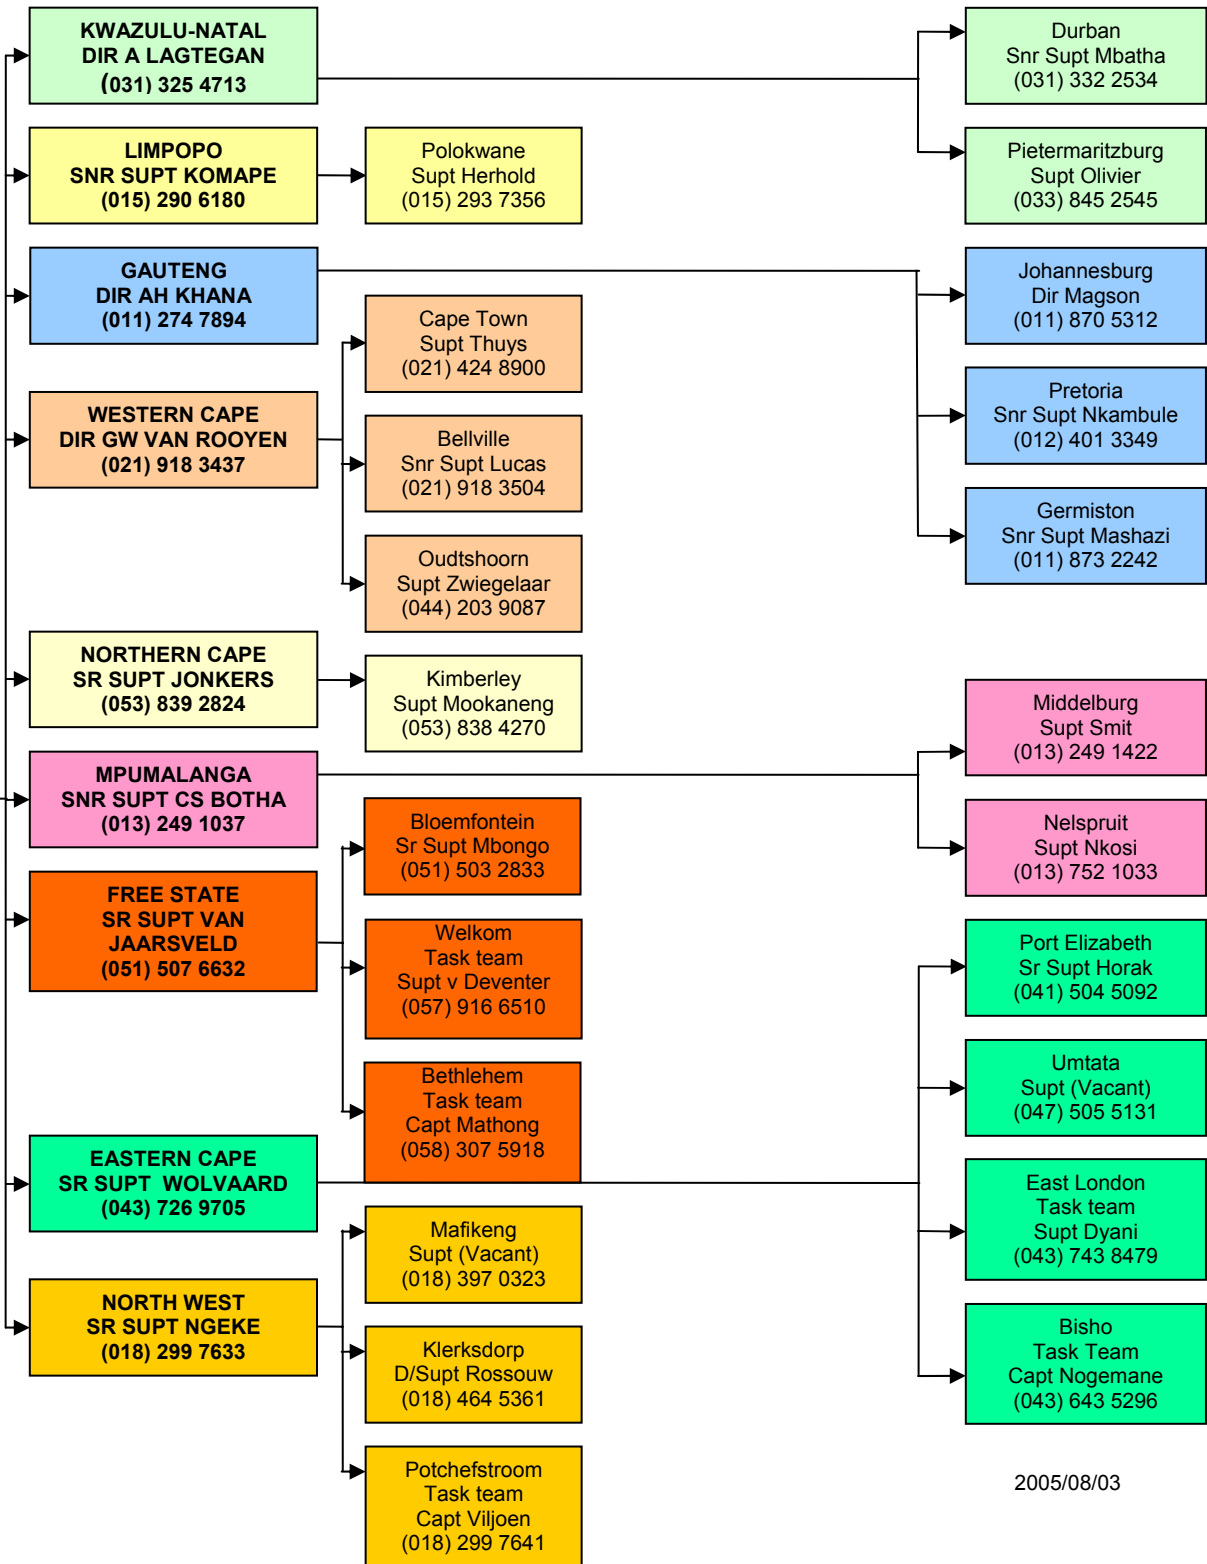 KWAZULU-NATAL
DIR A LAGTEGAN
(031) 325 4713
Durban
Snr Supt Mbatha
(031) 332 2534
Pietermaritzburg
Supt Olivier
(033) 845 2545
LIMPOPO
SNR SUPT KOMAPE
(015) 290 6180
Polokwane
Supt Herhold
(015) 293 7356
GAUTENG
DIR AH KHANA
(011) 274 7894
Johannesburg
Dir Magson
(011) 870 5312
Pretoria
Snr Supt Nkambule
(012) 401 3349
Germiston
Snr Supt Mashazi
(011) 873 2242
WESTERN CAPE
DIR GW VAN ROOYEN
(021) 918 3437
Cape Town
Supt Thuys
(021) 424 8900
Bellville
Snr Supt Lucas
(021) 918 3504
Oudtshoorn
Supt Zwiegelaar
(044) 203 9087
NORTHERN CAPE
SR SUPT JONKERS
(053) 839 2824
Kimberley
Supt Mookaneng
(053) 838 4270
MPUMALANGA
SNR SUPT CS BOTHA
(013) 249 1037
Middelburg
Supt Smit
(013) 249 1422
Nelspruit
Supt Nkosi
(013) 752 1033
FREE STATE
SR SUPT VAN
JAARSVELD
(051) 507 6632
Bloemfontein
Sr Supt Mbongo
(051) 503 2833
Welkom
Task team
Supt v Deventer
(057) 916 6510
Bethlehem
Task team
Capt Mathong
(058) 307 5918
EASTERN CAPE
SR SUPT WOLVAARD
(043) 726 9705
Port Elizabeth
Sr Supt Horak
(041) 504 5092
Umtata
Supt (Vacant)
(047) 505 5131
East London
Task team
Supt Dyani
(043) 743 8479
Bisho
Task Team
Capt Nogemane
(043) 643 5296
NORTH WEST
SR SUPT NGEKE
(018) 299 7633
Mafikeng
Supt (Vacant)
(018) 397 0323
Klerksdorp
D/Supt Rossouw
(018) 464 5361
Potchefstroom
Task team
Capt Viljoen
(018) 299 7641
2005/08/03